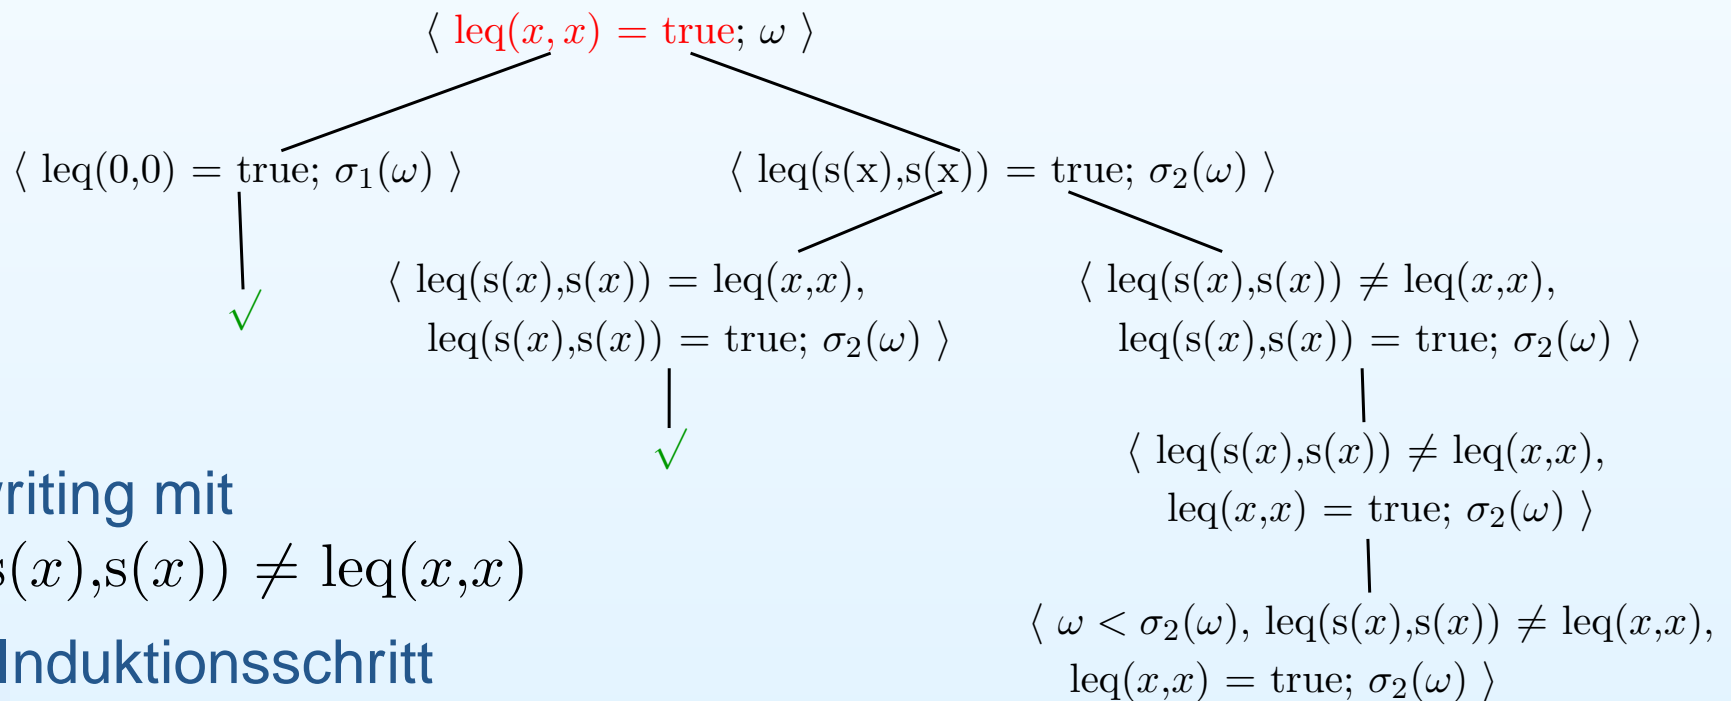 ⟨ leq(x, x) = true; ω ⟩
⟨ leq(0,0) = true; σ₁(ω) ⟩
⟨ leq(s(x),s(x)) = true; σ₂(ω) ⟩
⟨ leq(s(x),s(x)) = leq(x,x),
leq(s(x),s(x)) = true; σ₂(ω) ⟩
⟨ leq(s(x),s(x)) ≠ leq(x,x),
leq(s(x),s(x)) = true; σ₂(ω) ⟩
√
√
⟨ leq(s(x),s(x)) ≠ leq(x,x),
leq(x,x) = true; σ₂(ω) ⟩
riting mit
s(x),s(x)) ≠ leq(x,x)
Induktionsschritt
⟨ ω < σ₂(ω), leq(s(x),s(x)) ≠ leq(x,x),
leq(x,x) = true; σ₂(ω) ⟩